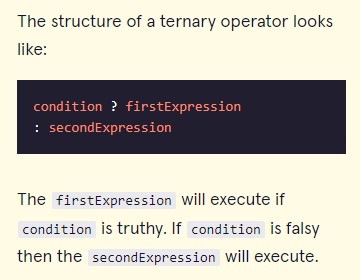 The structure of a ternary operator looks
like:
condition ? firstExpression
: secondExpression
The firstExpression will execute if
condition is truthy. If condition is falsy
then the secondExpression will execute.